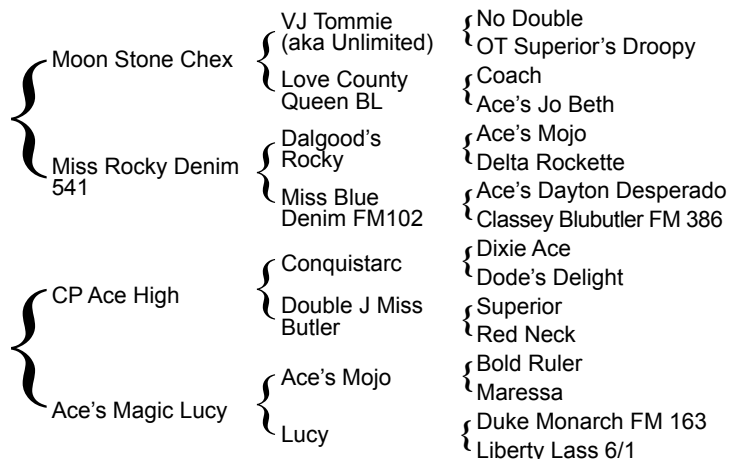 Moon Stone Chex
Miss Rocky Denim
541
VJ Tommie
(aka Unlimited)
Love County
Queen BL
Dalgood's
Rocky
Miss Blue
Denim FM102
No Double
OT Superior's Droopy
Coach
Ace's Jo Beth
Ace's Mojo
Delta Rockette
Ace's Dayton Desperado
Classey Blubutler FM 386
CP Ace High
Ace's Magic Lucy
Conquistarc
Double J Miss
Butler
Ace's Mojo
Lucy
Dixie Ace
Dode's Delight
Superior
Red Neck
Bold Ruler
Maressa
Duke Monarch FM 163
Liberty Lass 6/1